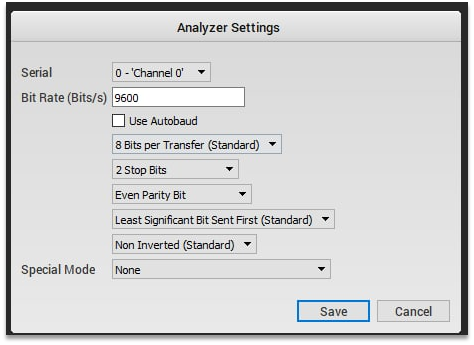 Analyzer Settings
Serial 0 - 'Channel 0'
Bit Rate (Bits/s) 9600
Use Autobaud
8 Bits per Transfer (Standard)
2 Stop Bits
Even Parity Bit
Least Significant Bit Sent First (Standard)
Non Inverted (Standard)
Special Mode None
Save Cancel